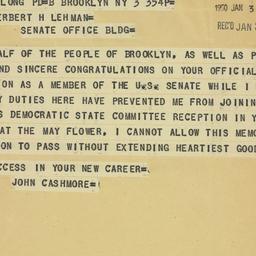 LONG PD=B BROOKLYN NY 3 354P=
1950 JAN 3
ERBERT H LEHMAN=
REC'D JAN
SENATE OFFICE BLDG=
ALF OF THE PEOPLE OF BROOKLYN, AS WELL AS P
ND SINCERE CONGRATULATIONS ON YOUR OFFICIAL
ION AS A MEMBER OF THE U.S. SENATE WHILE I
Y DUTIES HERE HAVE PREVENTED ME FROM JOININ
S DEMOCRATIC STATE COMMITTEE RECEPTION IN Y
AT THE MAY FLOWER, I CANNOT ALLOW THIS MEMO
ON TO PASS WITHOUT EXTENDING HEARTIEST GOOD
CCESS IN YOUR NEW CAREER=
JOHN CASHMORE=